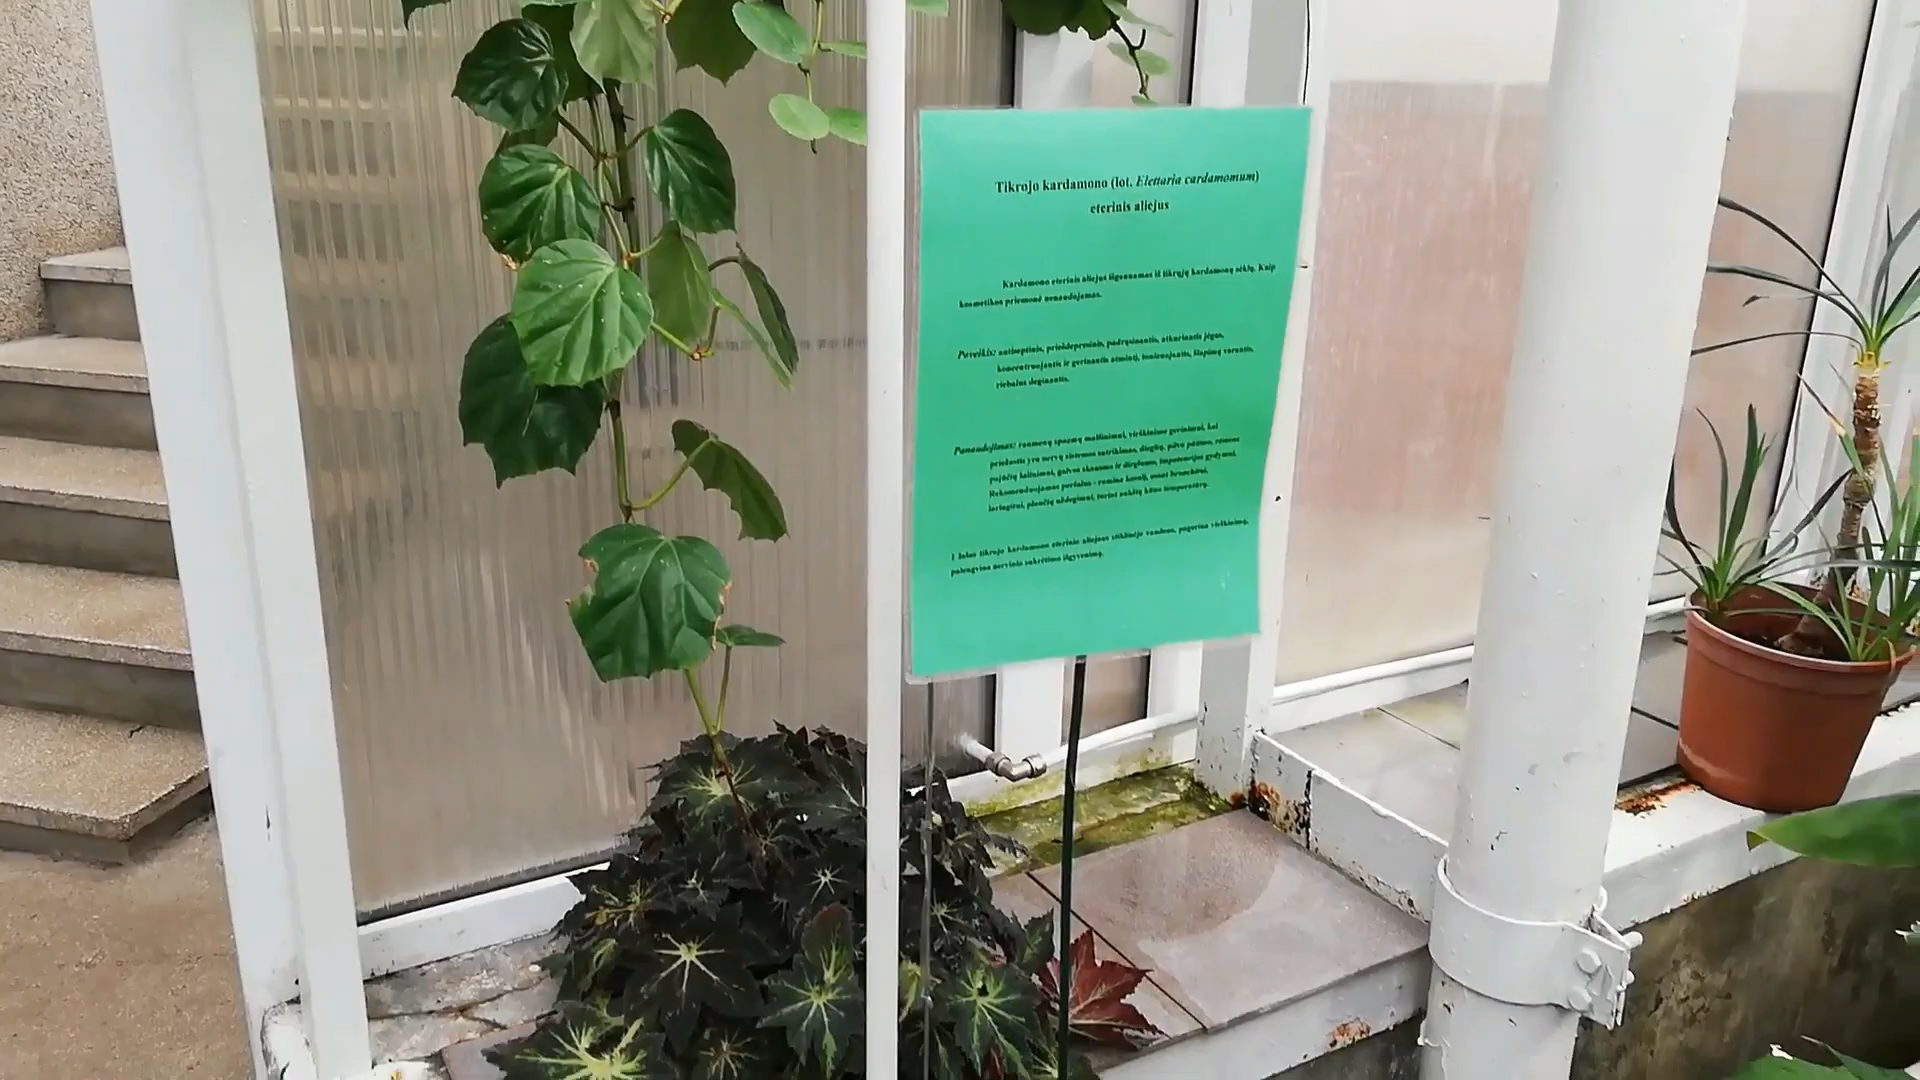 Tikrojo kardamono (lot. Elettaria cardamomum)
eterinis aliejus
Kardamono eterinis aliejus išgaunamas iš tikrųjų kardamonų sėklų. Kaip
kosmetikos priemonė nenaudojamas.
Poveikis: antiseptinis, priešdepresinis, padrąsinantis, atkuriantis jėgas,
koncentruojantis ir gerinantis atmintį, tonizuojantis, šlapimą varantis,
riebalus deginantis.
Panaudojimas: raumenų spazmų malšinimui, virškinimo gerinimui, kai
priežastis yra nervų sistemos sutrikimas, dieglių, pilvo pūtimo, rėmens
pojūčių šalinimui, galvos skausmo ir dirglumo, impotencijos gydymui.
Rekomenduojamas peršalus - ramina kosulį, esant bronchitui,
laringitui, plaučių uždegimui, turint aukštą kūno temperatūrą.
1 lašas tikrojo kardamono eterinio aliejaus stiklinėje vandens, pagerina virškinimą,
palengvina nervinio sukrėtimo išgyvenimą.